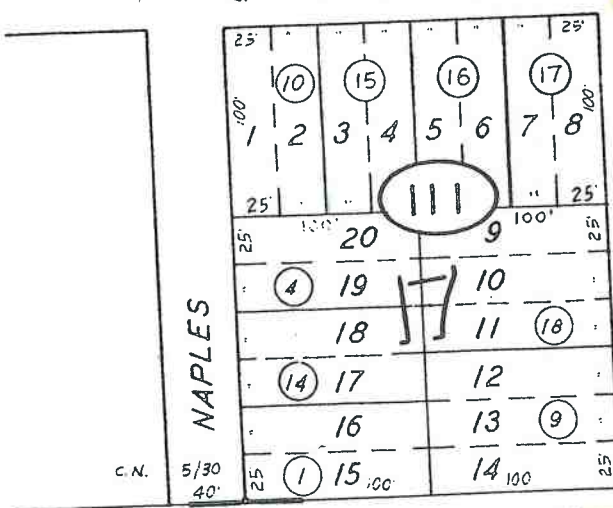 25' " " " " 25'
10 15 16 17
100' 1 2 3 4 5 6 7 8 100'
25' " " " 25'
111
100' 100'
25' 20 9 25'
4 19 10
H
18 11 18
NAPLES
14 17 12
16 13 9
C.N. 5/30 25' 1 15 100' 14 100 25'
40'